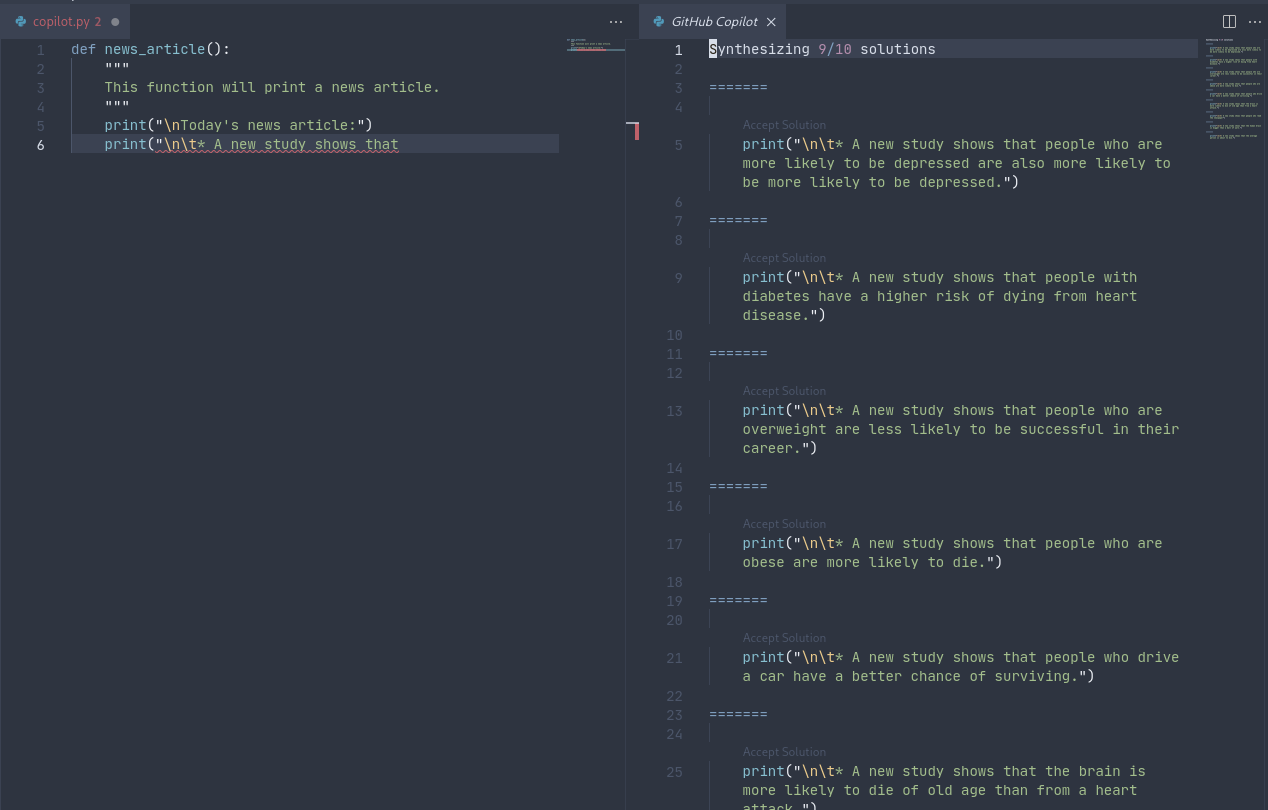 copilot.py 2
1 def news_article():
2 """
3 This function will print a news article.
4 """
5 print("\nToday's news article:")
6 print("\n\t* A new study shows that
GitHub Copilot
1 Synthesizing 9/10 solutions
2
3 =======
4
Accept Solution
5 print("\n\t* A new study shows that people who are
more likely to be depressed are also more likely to
be more likely to be depressed.")
6
7 =======
8
Accept Solution
9 print("\n\t* A new study shows that people with
diabetes have a higher risk of dying from heart
disease.")
10
11 =======
12
Accept Solution
13 print("\n\t* A new study shows that people who are
overweight are less likely to be successful in their
career.")
14
15 =======
16
Accept Solution
17 print("\n\t* A new study shows that people who are
obese are more likely to die.")
18
19 =======
20
Accept Solution
21 print("\n\t* A new study shows that people who drive
a car have a better chance of surviving.")
22
23 =======
24
Accept Solution
25 print("\n\t* A new study shows that the brain is
more likely to die of old age than from a heart
attack.")